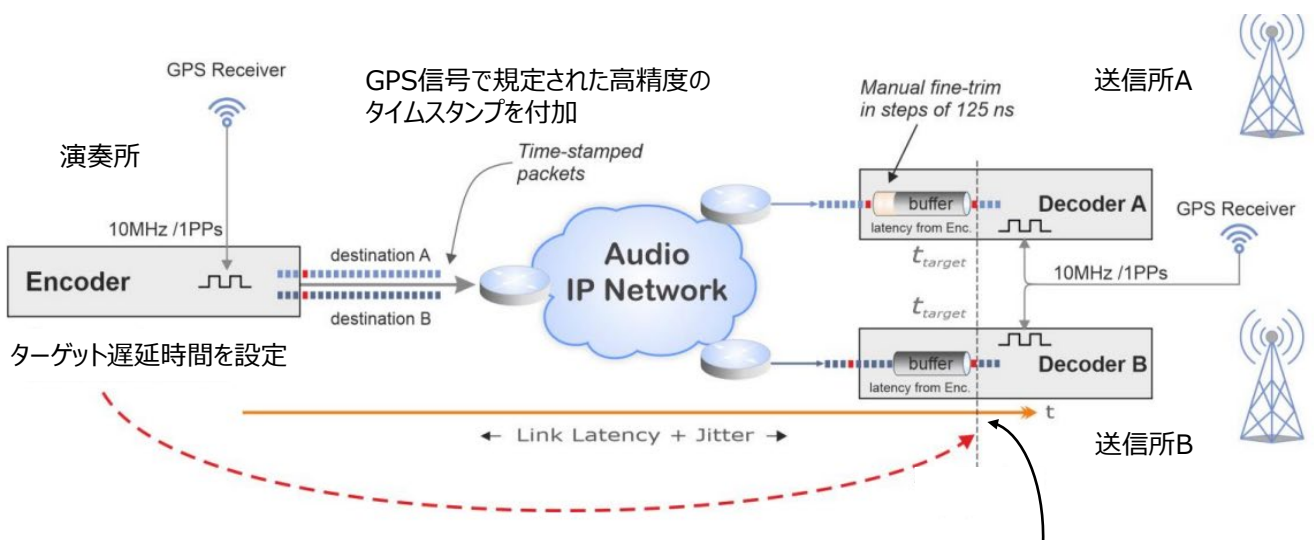 GPS Receiver
GPS信号で規定された高精度の
タイムスタンプを付加
Manual fine-trim
in steps of 125 ns
送信所A
演奏所
Time-stamped
packets
10MHz /1PPs
Encoder
destination A
destination B
Audio
IP Network
buffer
latency from Enc.
Decoder A
t target
GPS Receiver
10MHz /1PPs
t target
buffer
latency from Enc.
Decoder B
ターゲット遅延時間を設定
Link Latency + Jitter
t
送信所B